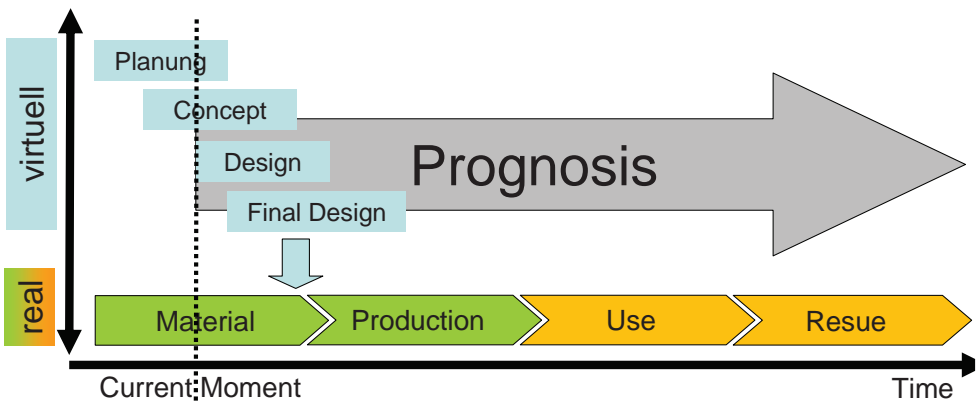 virtuell
Planung
Concept
Design
Prognosis
Final Design
real
Material
Production
Use
Resue
Current Moment
Time